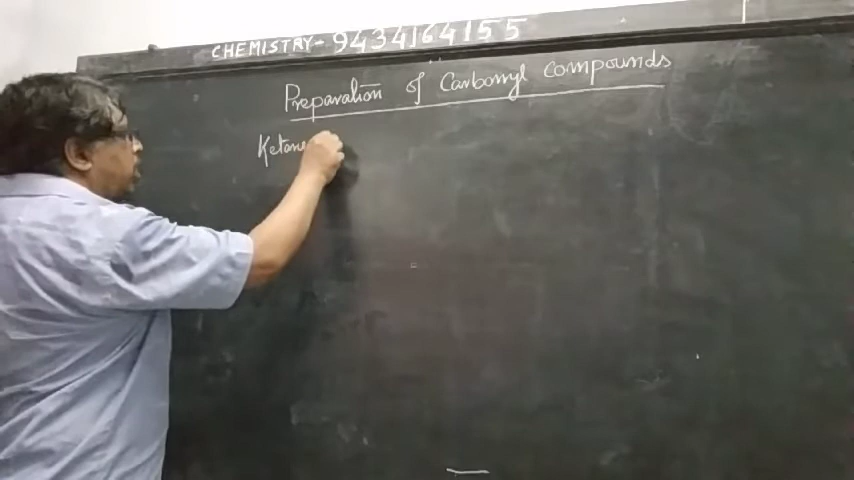 CHEMISTRY- 9434164155
Preparation of Carbonyl Compounds
Ketone